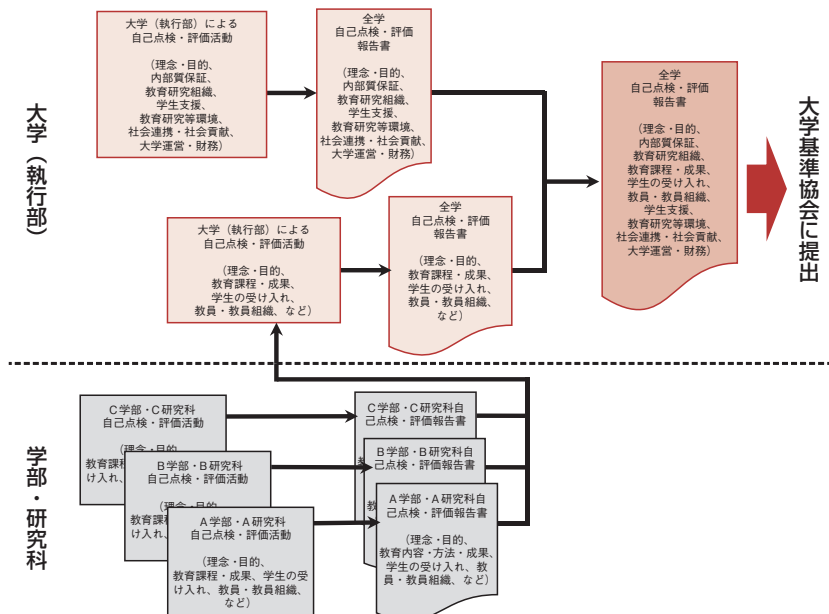 大学（執行部）
大学（執行部）による
自己点検・評価活動
（理念・目的、
内部質保証、
教育研究組織、
学生支援、
教育研究等環境、
社会連携・社会貢献、
大学運営・財務）
全学
自己点検・評価
報告書
（理念・目的、
内部質保証、
教育研究組織、
学生支援、
教育研究等環境、
社会連携・社会貢献、
大学運営・財務）
大学（執行部）による
自己点検・評価活動
（理念・目的、
教育課程・成果、
学生の受け入れ、
教員・教員組織、など）
全学
自己点検・評価
報告書
（理念・目的、
教育課程・成果、
学生の受け入れ、
教員・教員組織、
など）
全学
自己点検・評価
報告書
（理念・目的、
内部質保証、
教育研究組織、
教育課程・成果、
学生の受け入れ、
教員・教員組織、
学生支援、
教育研究等環境、
社会連携・社会貢献、
大学運営・財務）
大学基準協会に提出
学部・研究科
C学部・C研究科
自己点検・評価活動
（理念・目的、
教育課程
け入れ、
B学部・B研究科
自己点検・評価活動
（理念・目的、
教育課程
け入れ、
A学部・A研究科
自己点検・評価活動
（理念・目的、
教育課程・成果、学生の受
け入れ、教員・教員組織、
など）
C学部・C研究科自
己点検・評価報告書
B学部・B研究科自
己点検・評価報告書
A学部・A研究科自
己点検・評価報告書
（理念・目的、
教育内容・方法・成果、
学生の受け入れ、教
員・教員組織、など）